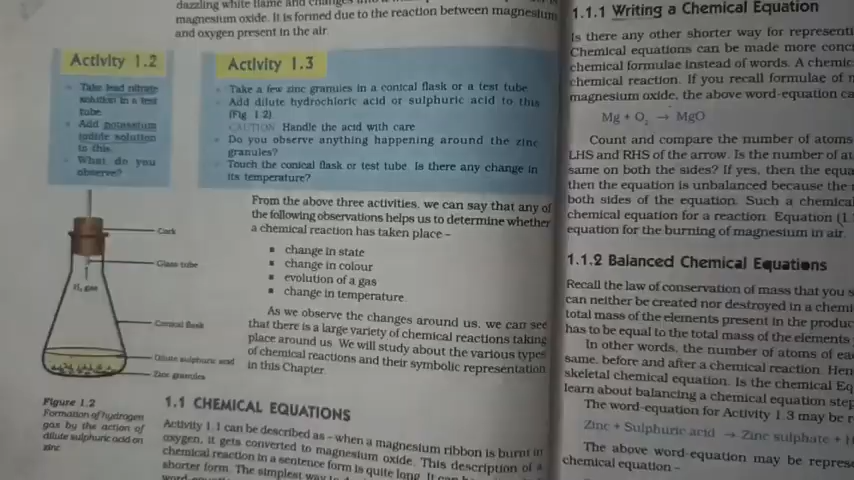 dazzling white flame and changes into a
magnesium oxide. It is formed due to the reaction between magnesium
and oxygen present in the air.
Activity 1.2
Take lead nitrate
solution in a test
tube.
Add potassium
iodide solution
to this.
What do you
observe?
Activity 1.3
Take a few zinc granules in a conical flask or a test tube.
Add dilute hydrochloric acid or sulphuric acid to this
(Fig. 1.2).
CAUTION Handle the acid with care.
Do you observe anything happening around the zinc
granules?
Touch the conical flask or test tube. Is there any change in
its temperature?
From the above three activities, we can say that any of
the following observations helps us to determine whether
a chemical reaction has taken place –
change in state
change in colour
evolution of a gas
change in temperature.
As we observe the changes around us, we can see
that there is a large variety of chemical reactions taking
place around us. We will study about the various types
of chemical reactions and their symbolic representation
in this Chapter.
Cork
Glass tube
H₂ gas
Conical flask
Dilute sulphuric acid
Zinc granules
Figure 1.2
Formation of hydrogen
gas by the action of
dilute sulphuric acid on
zinc
1.1 CHEMICAL EQUATIONS
Activity 1.1 can be described as – when a magnesium ribbon is burnt in
oxygen, it gets converted to magnesium oxide. This description of a
chemical reaction in a sentence form is quite long. It can be
shorter form. The simplest way to d
1.1.1 Writing a Chemical Equation
Is there any other shorter way for
Chemical equations can be made more
chemical formulae instead of words. A
chemical reaction. If you recall formulae of
magnesium oxide, the above word-equation
Mg + O₂ → MgO
Count and compare the number of atoms
LHS and RHS of the arrow. Is the number of
same on both the sides? If yes, then the
then the equation is unbalanced because the
both sides of the equation. Such a
chemical equation for a reaction. Equation (1.
equation for the burning of magnesium in air.
1.1.2 Balanced Chemical Equations
Recall the law of conservation of mass that you
can neither be created nor destroyed in a
total mass of the elements present in the
has to be equal to the total mass of the elements
In other words, the number of atoms of
same, before and after a chemical reaction.
skeletal chemical equation. Is the chemical
learn about balancing a chemical equation
The word-equation for Activity 1.3 may be
Zinc + Sulphuric acid → Zinc sulphate +
The above word-equation may be
chemical equation –